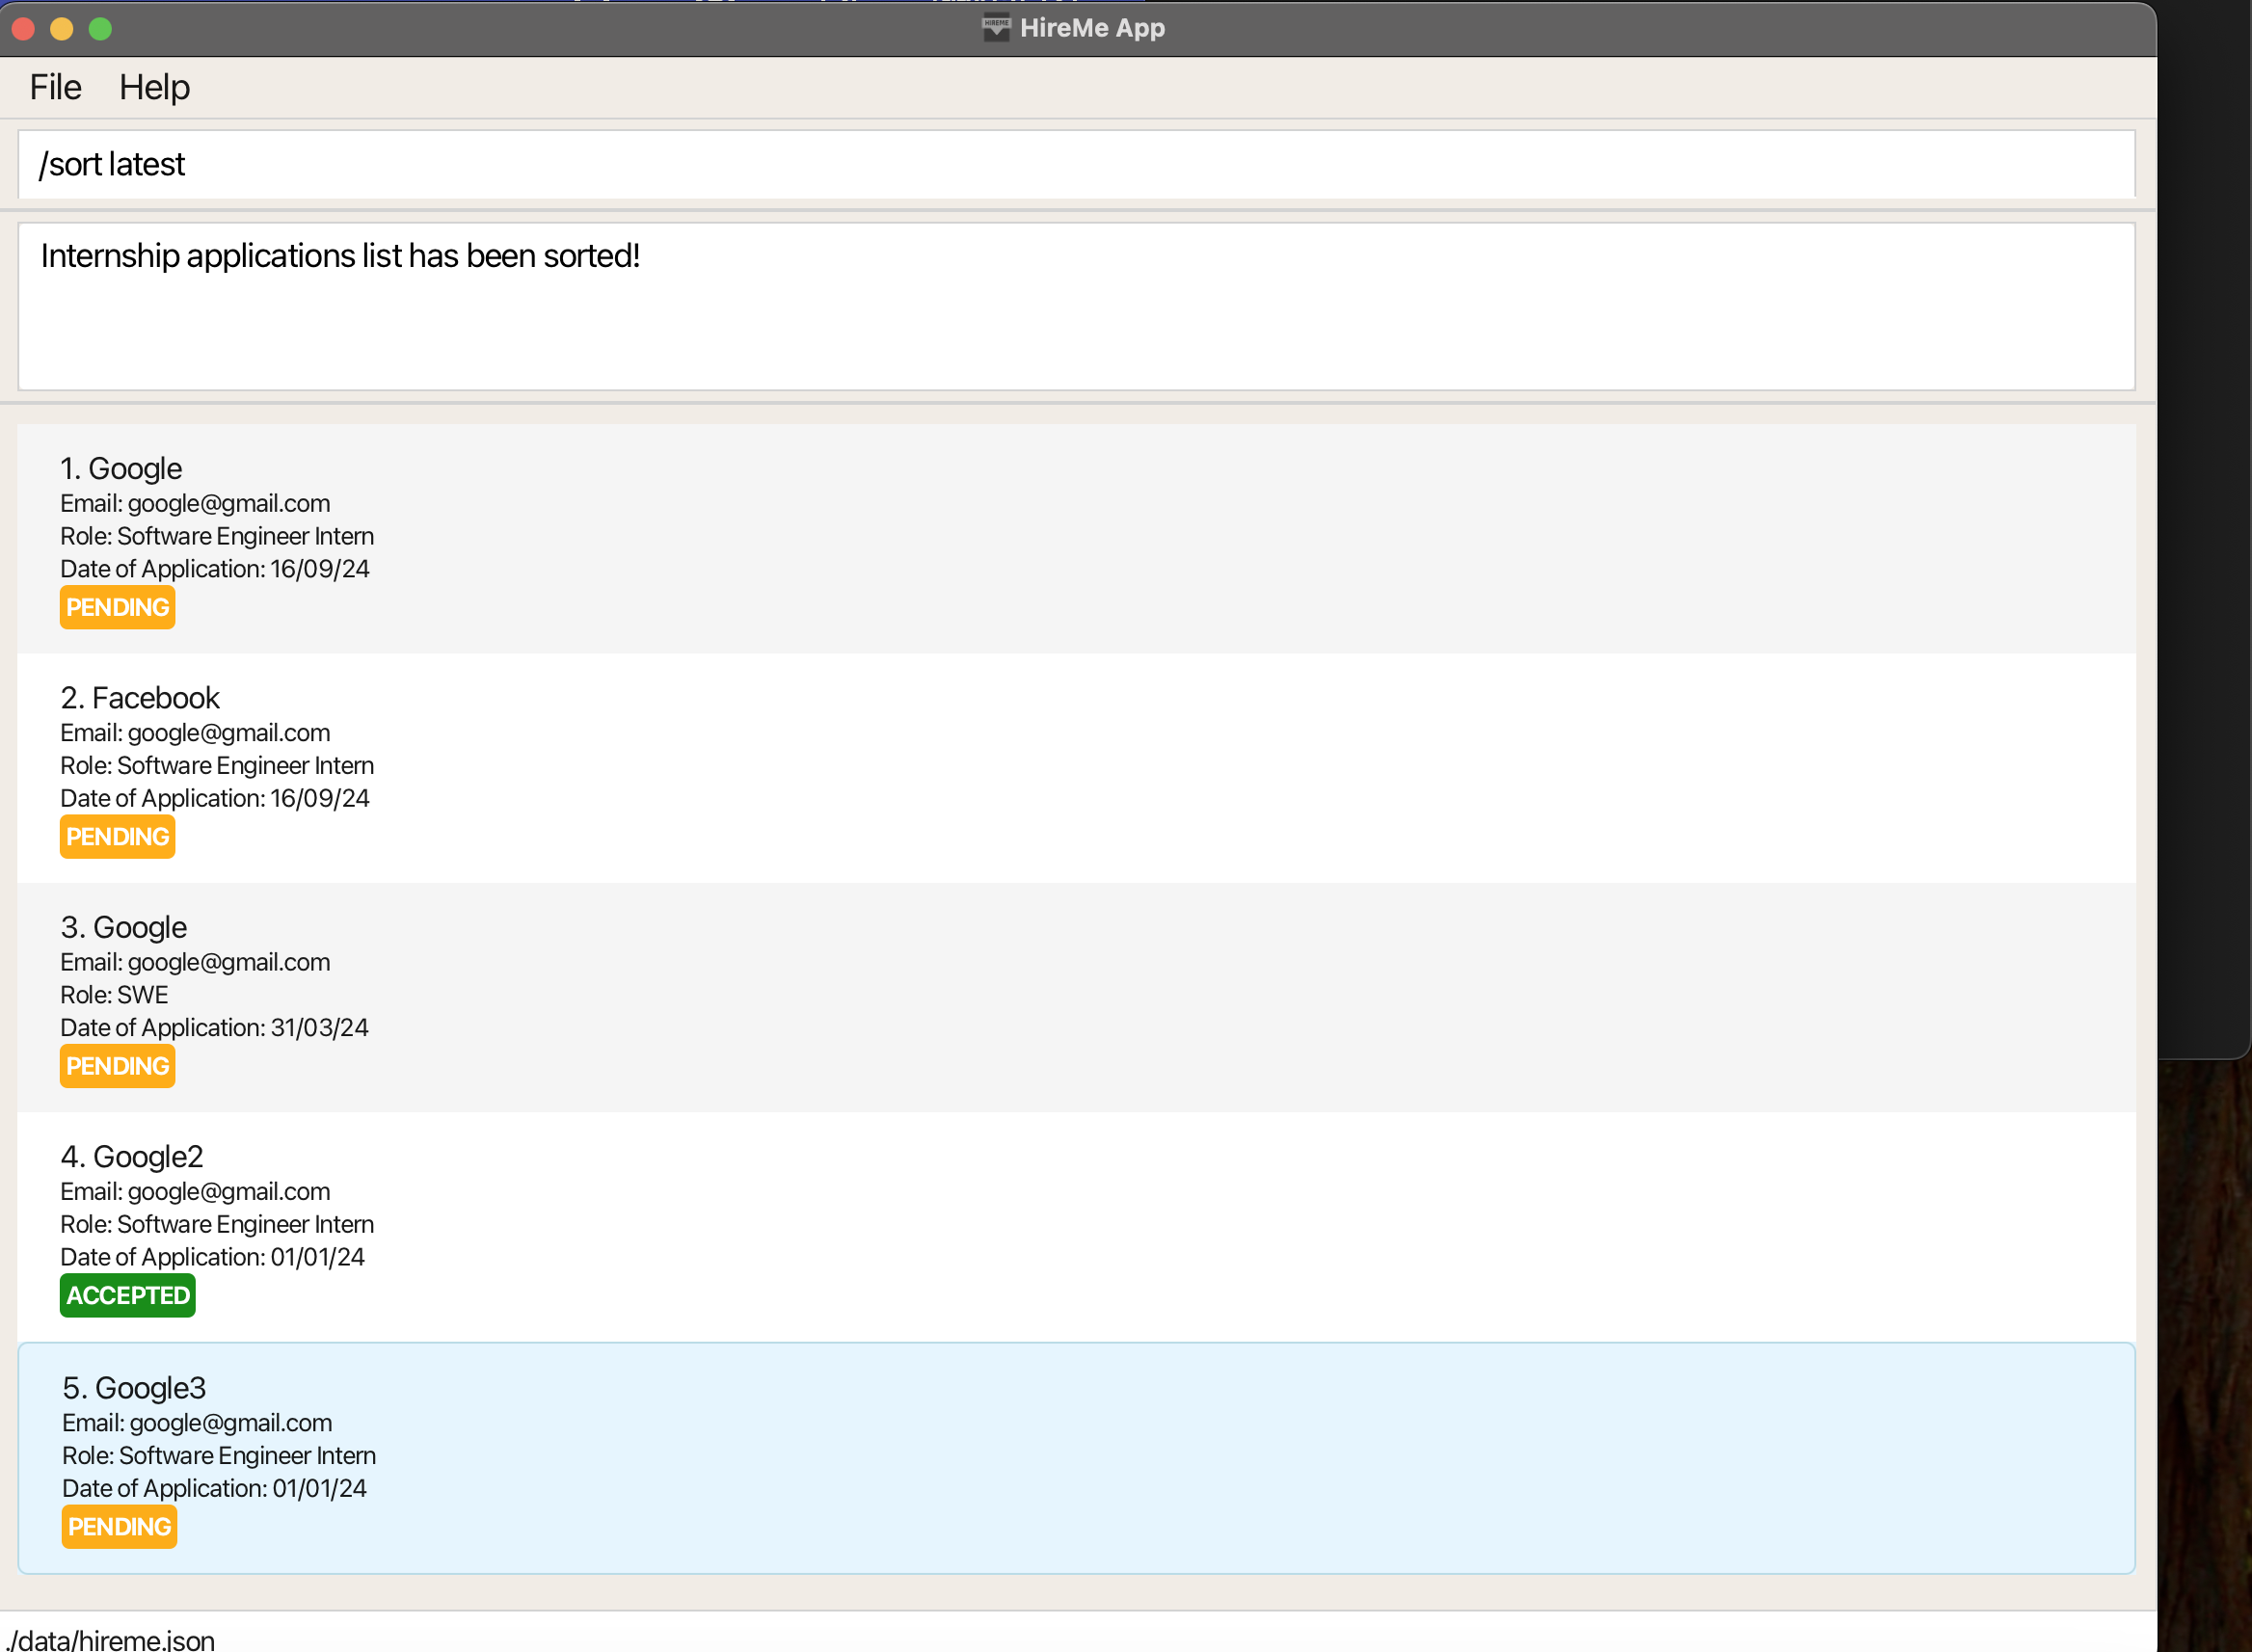 HIREME HireMe App
File Help
/sort latest
Internship applications list has been sorted!
1. Google
Email: google@gmail.com
Role: Software Engineer Intern
Date of Application: 16/09/24
PENDING
2. Facebook
Email: google@gmail.com
Role: Software Engineer Intern
Date of Application: 16/09/24
PENDING
3. Google
Email: google@gmail.com
Role: SWE
Date of Application: 31/03/24
PENDING
4. Google2
Email: google@gmail.com
Role: Software Engineer Intern
Date of Application: 01/01/24
ACCEPTED
5. Google3
Email: google@gmail.com
Role: Software Engineer Intern
Date of Application: 01/01/24
PENDING
./data/hireme.json